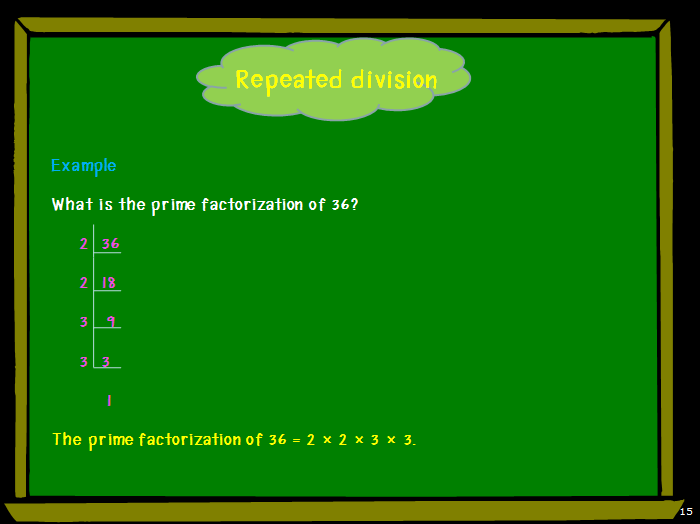 Repeated division
Example
What is the prime factorization of 36?
2 36
2 18
3 9
3 3
1
The prime factorization of 36 = 2 × 2 × 3 × 3.
15